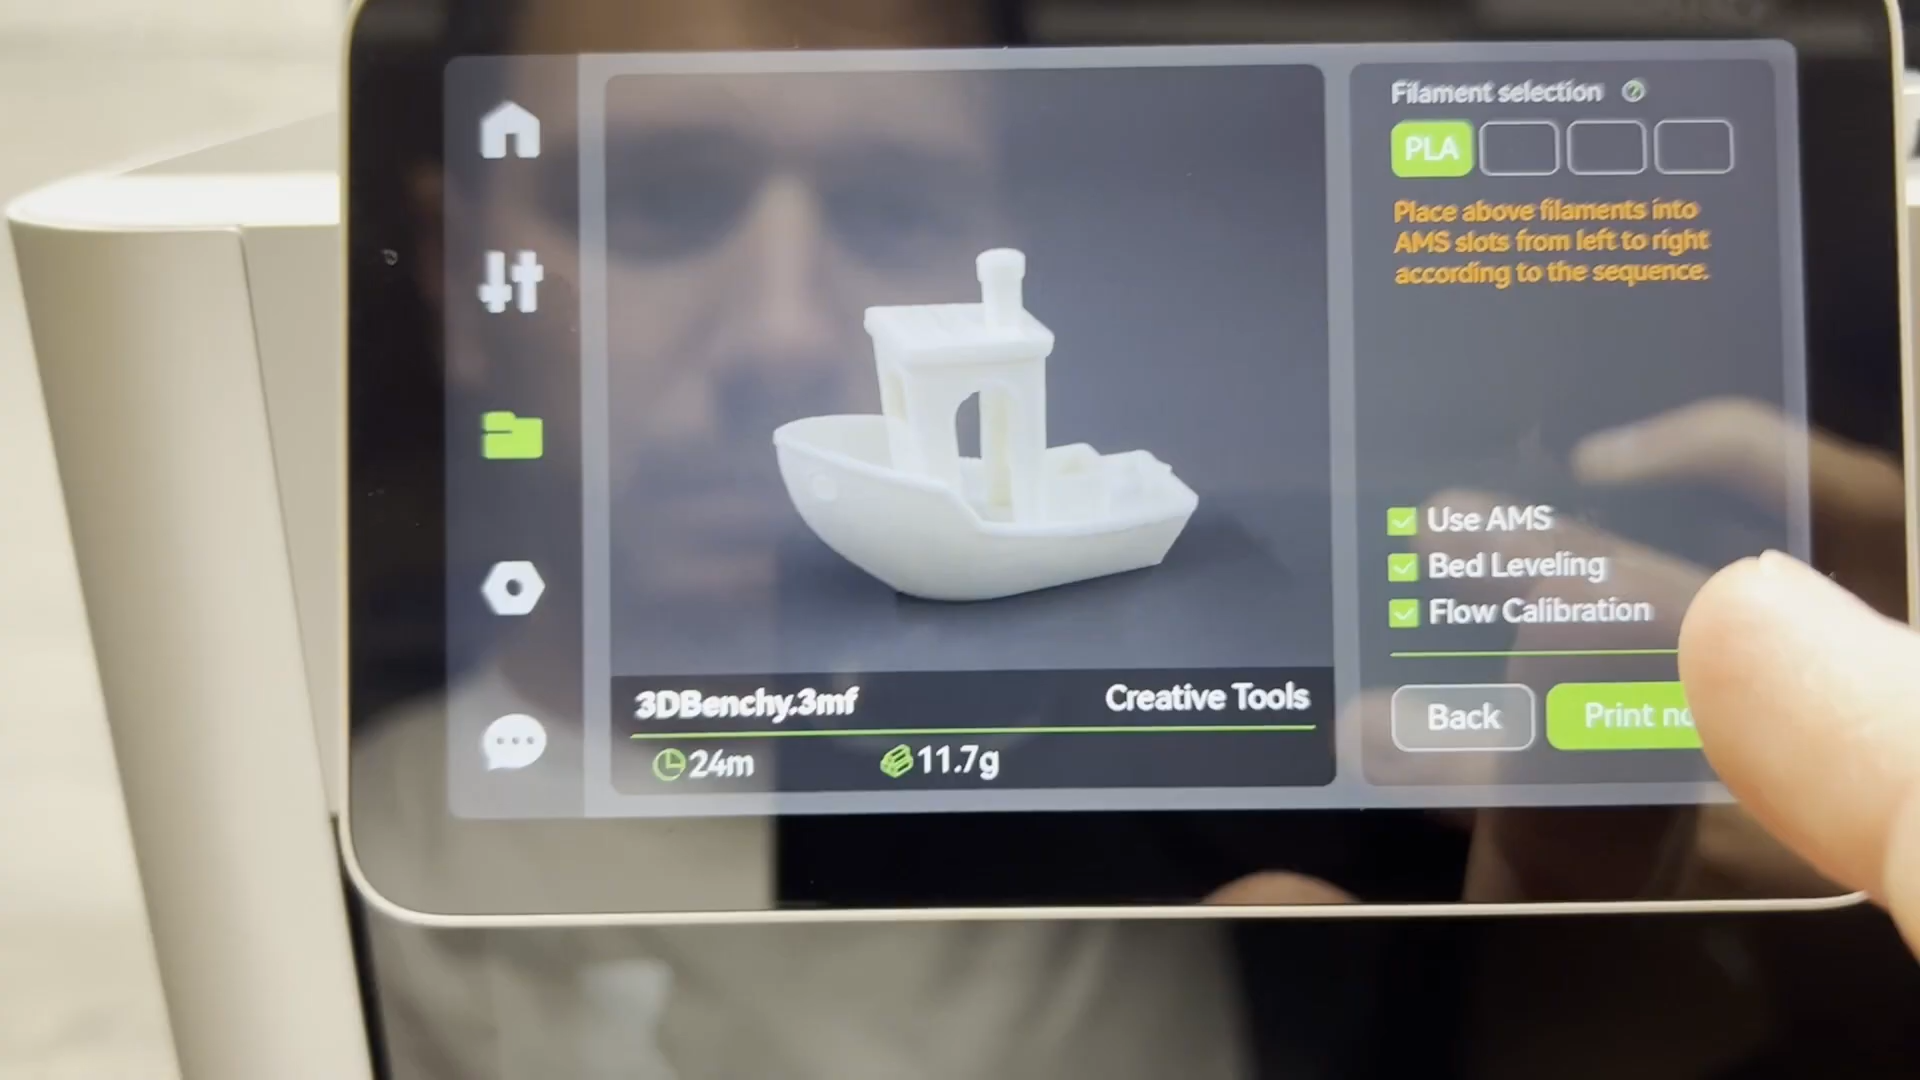 Filament selection ?
PLA
Place above filaments into
AMS slots from left to right
according to the sequence.
Use AMS
Bed Leveling
Flow Calibration
Back
Print
3DBenchy.3mf
Creative Tools
24m
11.7g